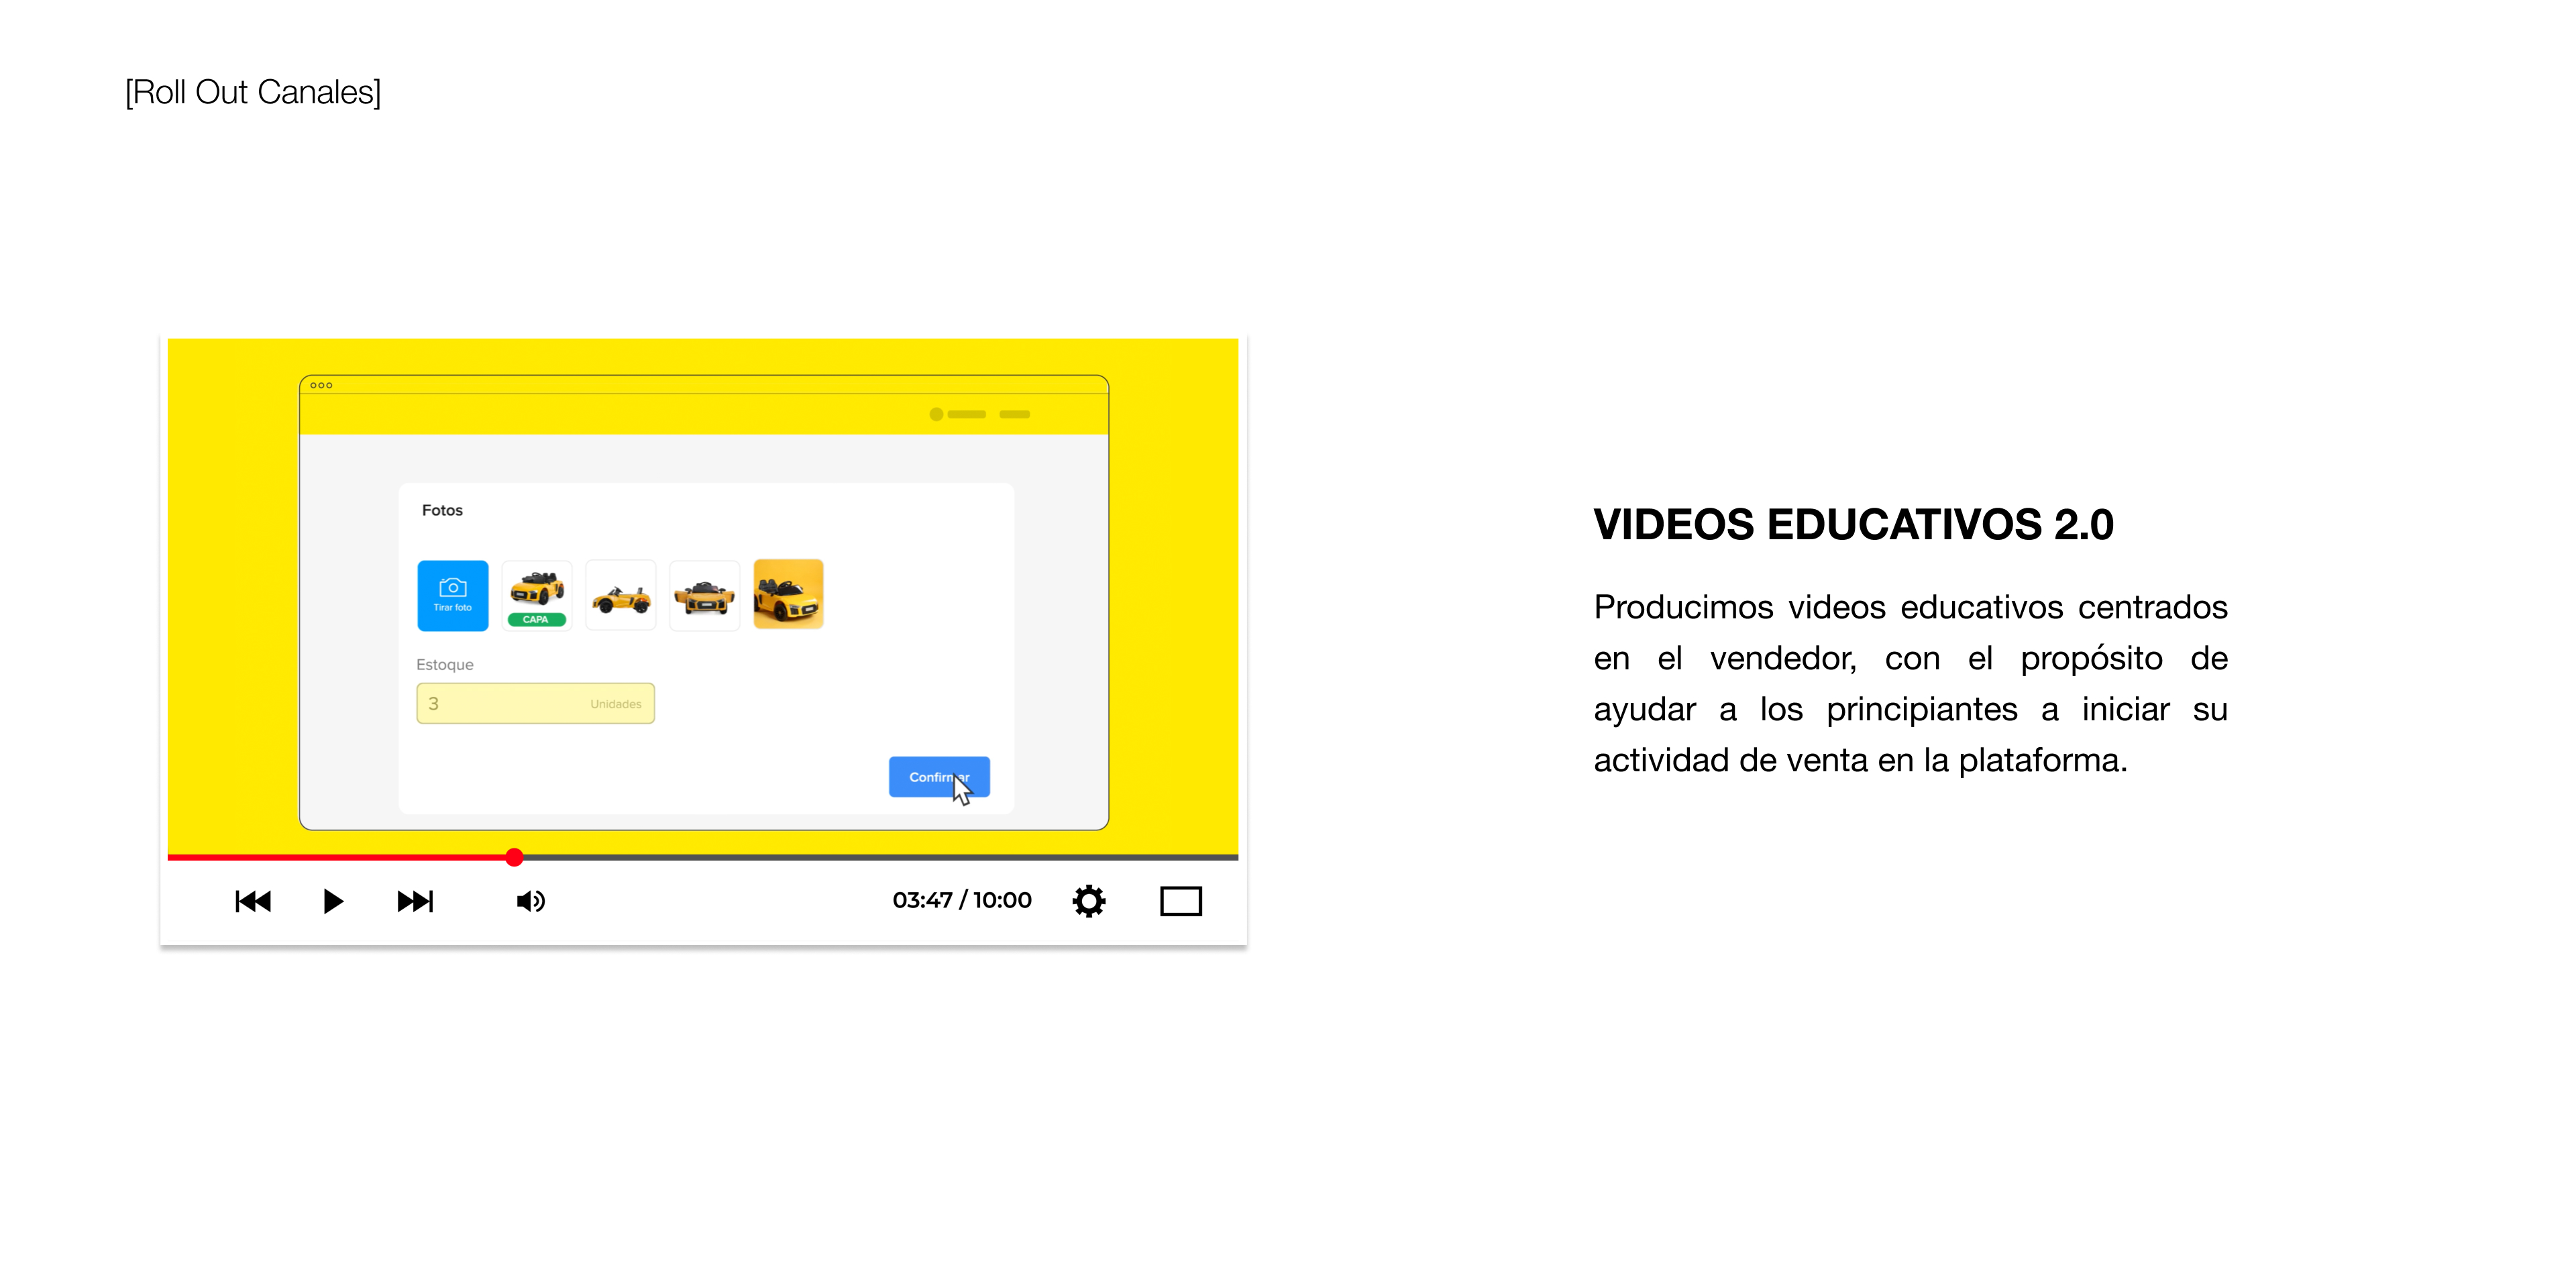 [Roll Out Canales]
Fotos
Tirar foto
CAPA
Estoque
3 Unidades
Confirmar
03:47 / 10:00
VIDEOS EDUCATIVOS 2.0
Producimos videos educativos centrados
en el vendedor, con el propósito de
ayudar a los principiantes a iniciar su
actividad de venta en la plataforma.